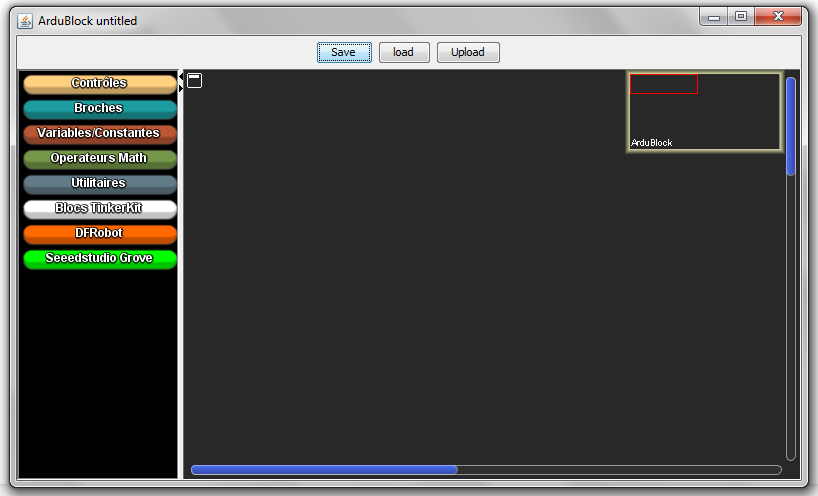 ArduBlock untitled
Save
load
Upload
Contrôles
Broches
Variables/Constantes
Operateurs Math
Utilitaires
Blocs TinkerKit
DFRobot
Seeedstudio Grove
ArduBlock